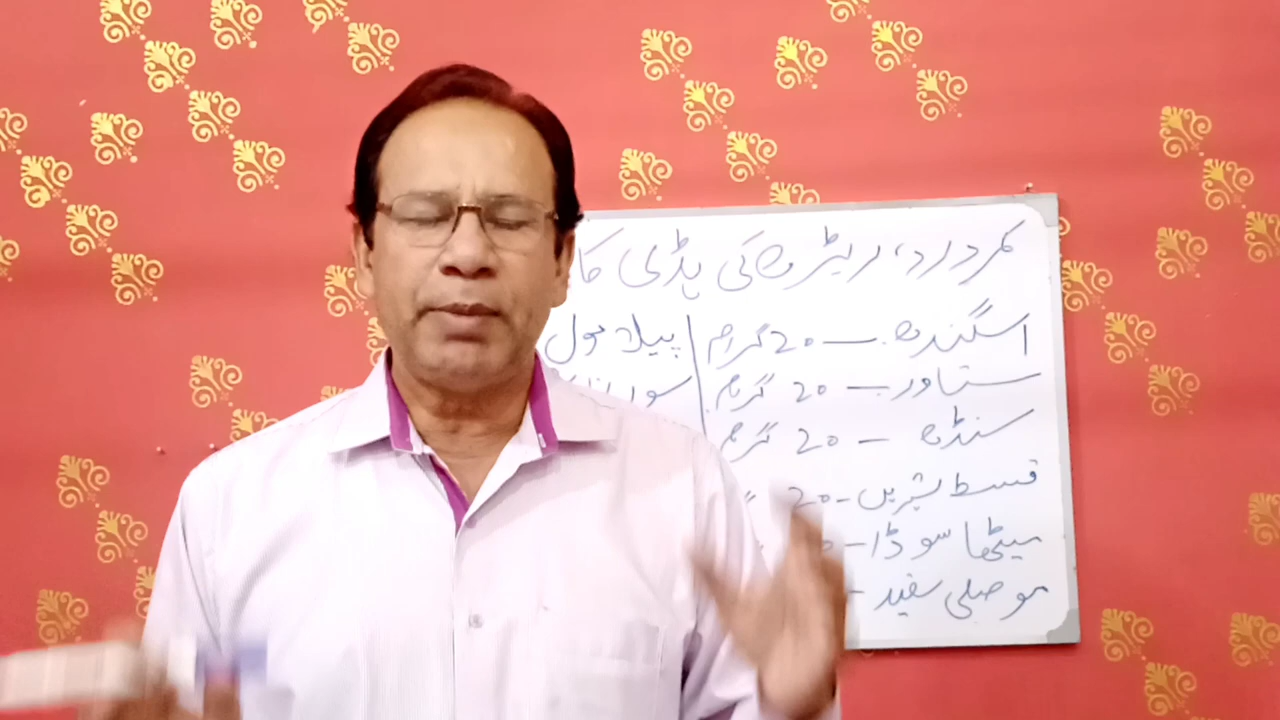 کمر درد، ریڑھ کی ہڈی کا
اسگندھ — 20 گرام
ستاور — 20 گرام
سنڈھ — 20 گرام
قسط شریں - 20
میٹھا سوڈا -
موصلی سفید -
پیپلا مول